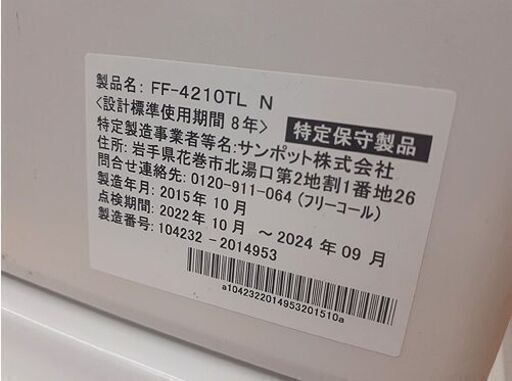 製品名: FF-4210TL N
<設計標準使用期間 8年> 特定保守製品
特定製造事業者等名:サンポット株式会社
住所: 岩手県花巻市北湯口第2地割1番地26
問合せ連絡先: 0120-911-064 (フリーコール)
製造年月: 2015年 10月
点検期間: 2022年 10月 ～ 2024年 09月
製造番号: 104232 - 2014953
a1042322014953201510a